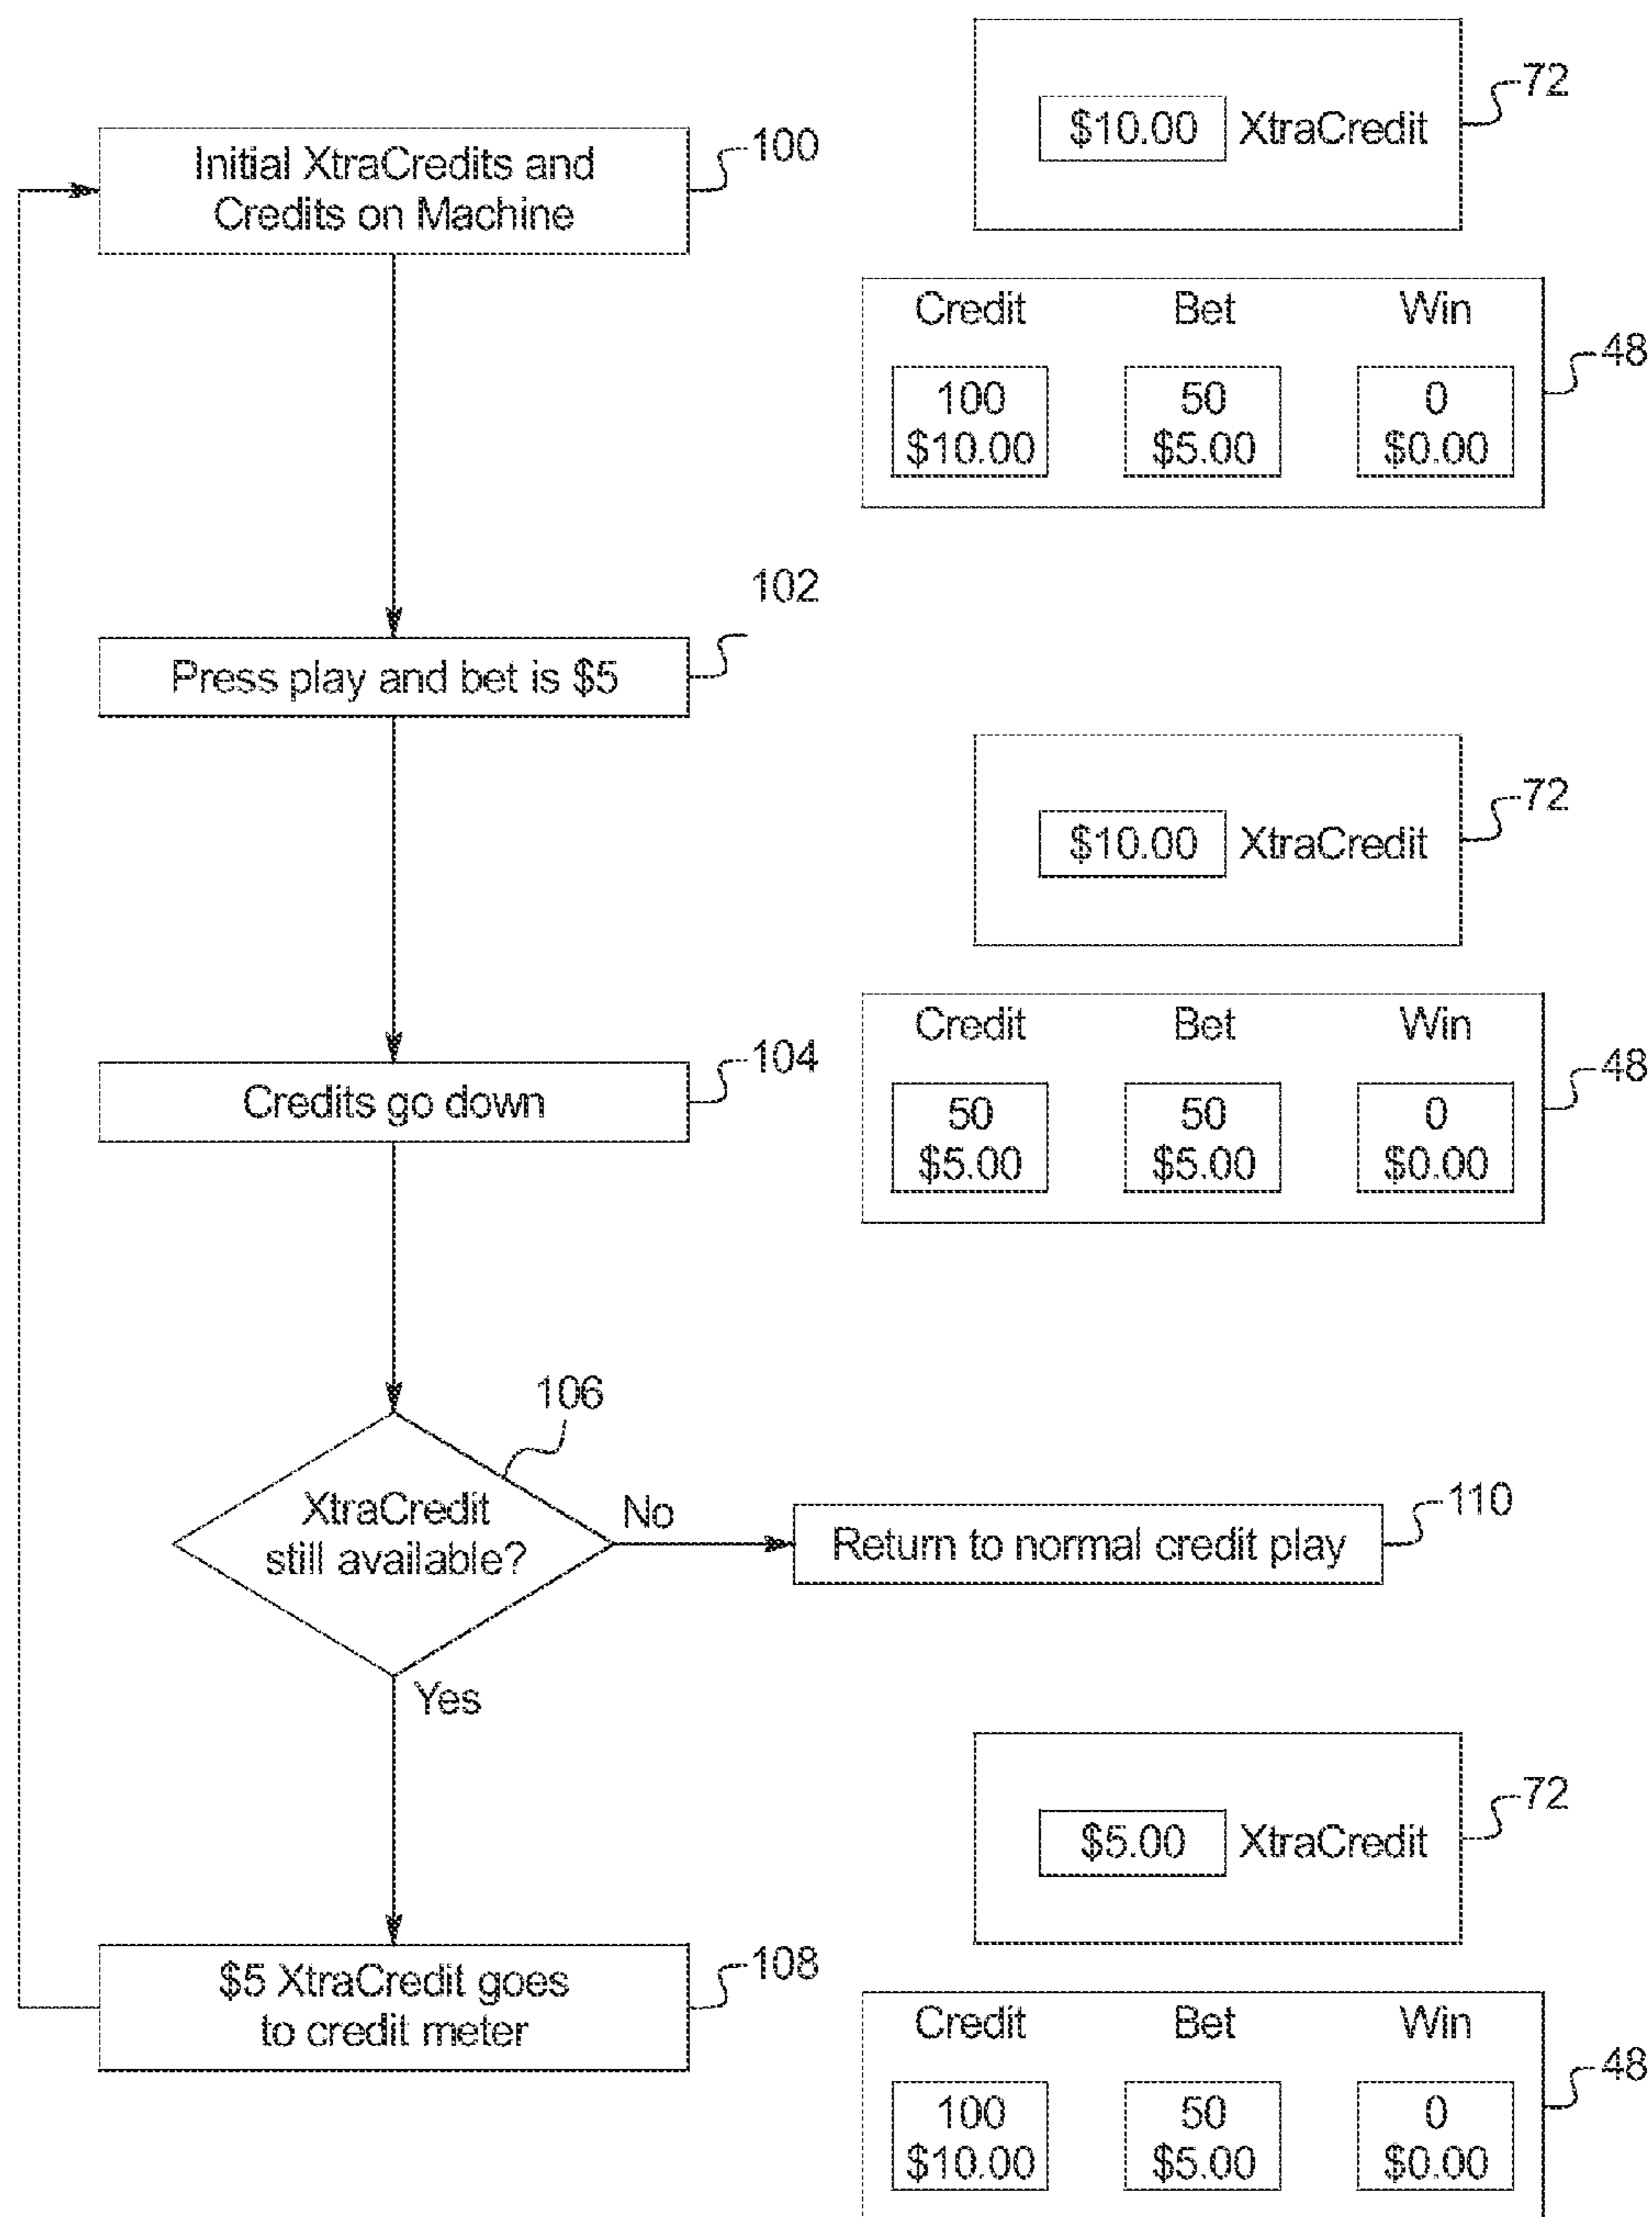 $10.00 XtraCredit
72
Initial XtraCredits and
Credits on Machine
100
Credit Bet Win
100 50 0
$10.00 $5.00 $0.00
48
102
Press play and bet is $5
$10.00 XtraCredit
72
Credits go down
104
Credit Bet Win
50 50 0
$5.00 $5.00 $0.00
48
106
XtraCredit
still available?
No
Return to normal credit play
110
Yes
$5.00 XtraCredit
72
$5 XtraCredit goes
to credit meter
108
Credit Bet Win
100 50 0
$10.00 $5.00 $0.00
48